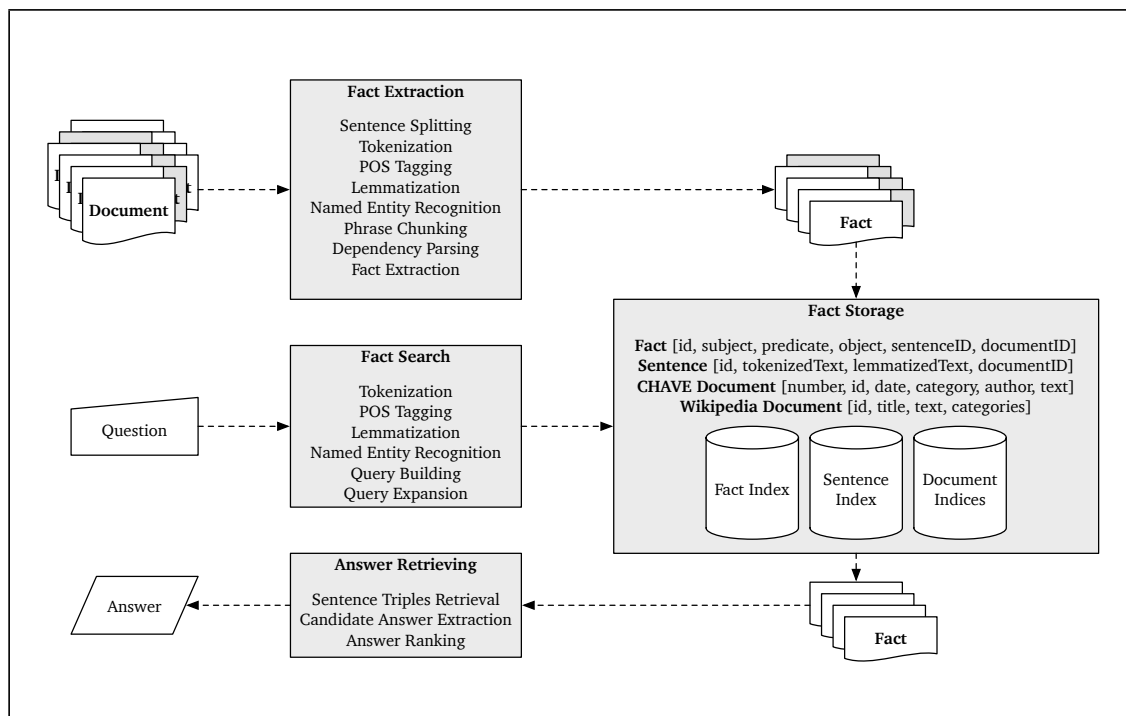 Fact Extraction
Sentence Splitting
Tokenization
POS Tagging
Lemmatization
Named Entity Recognition
Phrase Chunking
Dependency Parsing
Fact Extraction
Document
Fact
Fact Storage
Fact [id, subject, predicate, object, sentenceID, documentID]
Sentence [id, tokenizedText, lemmatizedText, documentID]
CHAVE Document [number, id, date, category, author, text]
Wikipedia Document [id, title, text, categories]
Fact Index
Sentence
Index
Document
Indices
Fact Search
Tokenization
POS Tagging
Lemmatization
Named Entity Recognition
Query Building
Query Expansion
Question
Answer Retrieving
Sentence Triples Retrieval
Candidate Answer Extraction
Answer Ranking
Answer
Fact